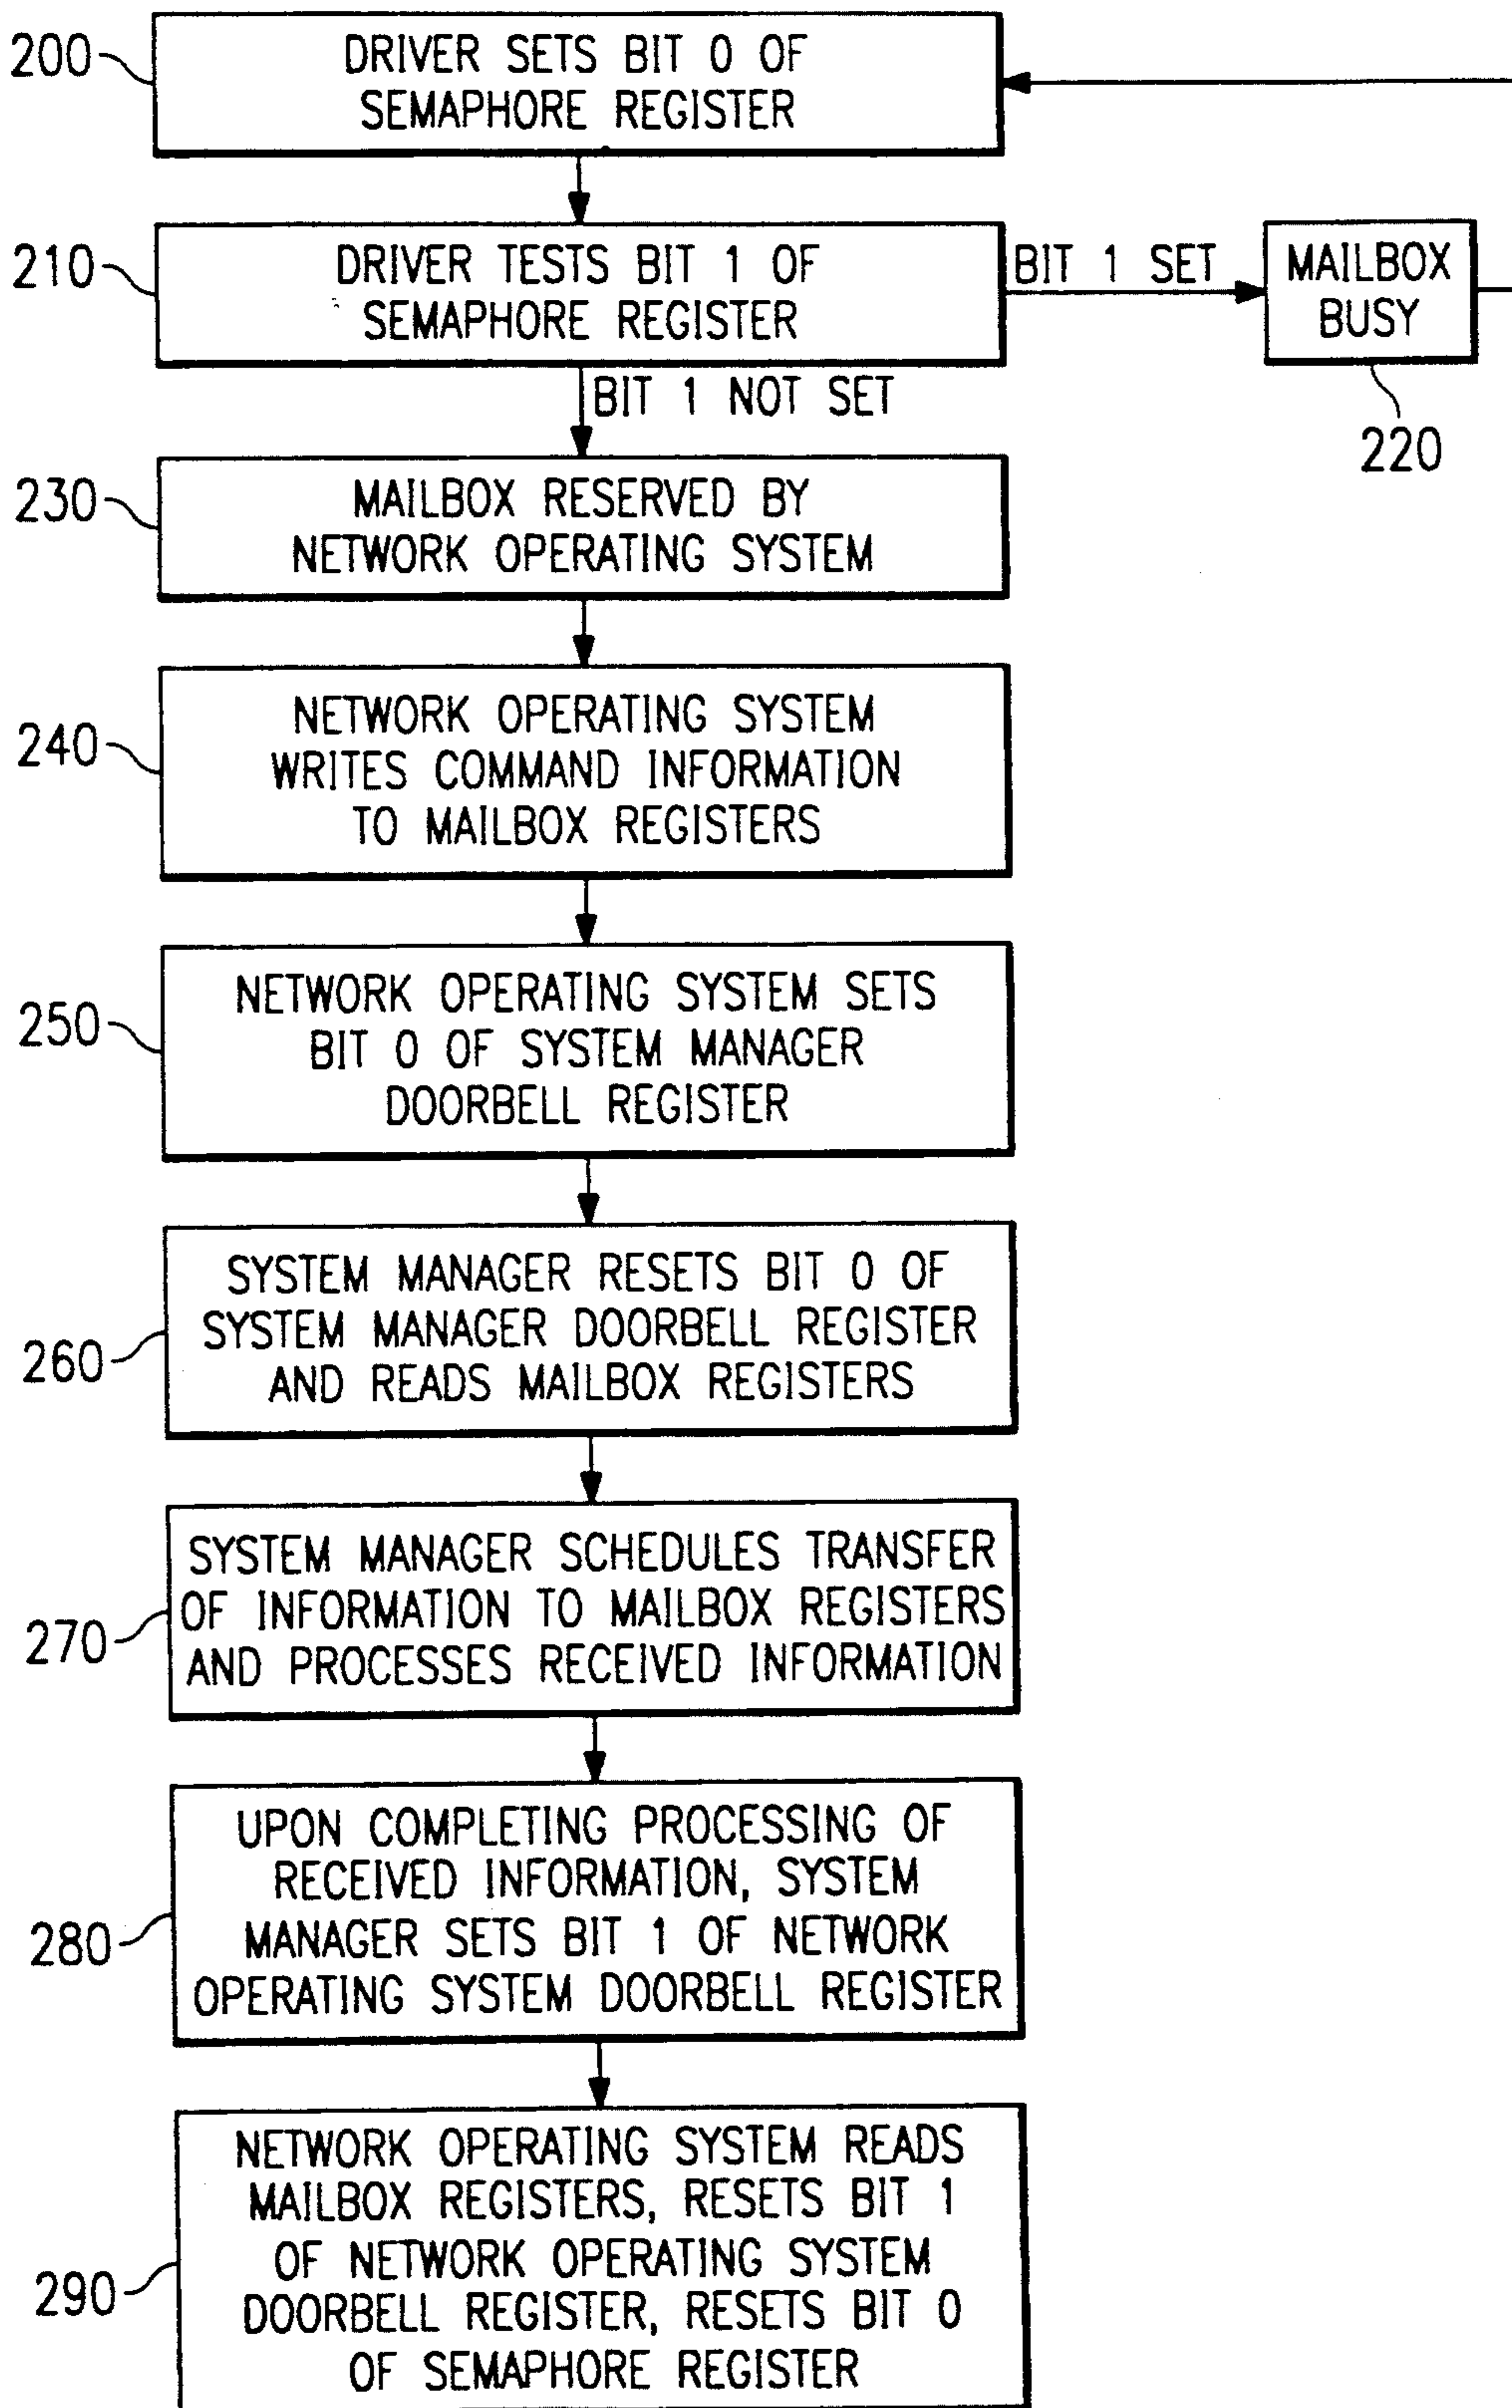 200
DRIVER SETS BIT 0 OF
SEMAPHORE REGISTER
210
DRIVER TESTS BIT 1 OF
SEMAPHORE REGISTER
BIT 1 SET
MAILBOX
BUSY
220
BIT 1 NOT SET
230
MAILBOX RESERVED BY
NETWORK OPERATING SYSTEM
240
NETWORK OPERATING SYSTEM
WRITES COMMAND INFORMATION
TO MAILBOX REGISTERS
250
NETWORK OPERATING SYSTEM SETS
BIT 0 OF SYSTEM MANAGER
DOORBELL REGISTER
260
SYSTEM MANAGER RESETS BIT 0 OF
SYSTEM MANAGER DOORBELL REGISTER
AND READS MAILBOX REGISTERS
270
SYSTEM MANAGER SCHEDULES TRANSFER
OF INFORMATION TO MAILBOX REGISTERS
AND PROCESSES RECEIVED INFORMATION
280
UPON COMPLETING PROCESSING OF
RECEIVED INFORMATION, SYSTEM
MANAGER SETS BIT 1 OF NETWORK
OPERATING SYSTEM DOORBELL REGISTER
290
NETWORK OPERATING SYSTEM READS
MAILBOX REGISTERS, RESETS BIT 1
OF NETWORK OPERATING SYSTEM
DOORBELL REGISTER, RESETS BIT 0
OF SEMAPHORE REGISTER